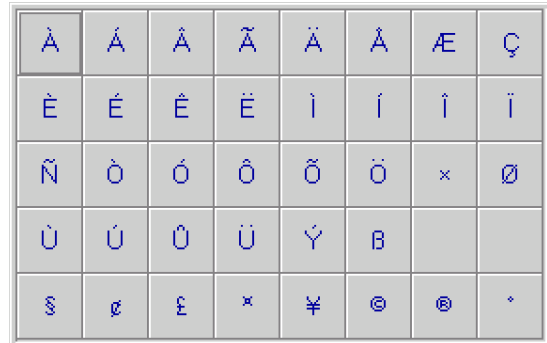 À Á Â Ã Ä Å Æ Ç
È É Ê Ë Ì Í Î Ï
Ñ Ò Ó Ô Õ Ö × Ø
Ù Ú Û Ü Ý ß
§ ¢ £ ¤ ¥ © ® °